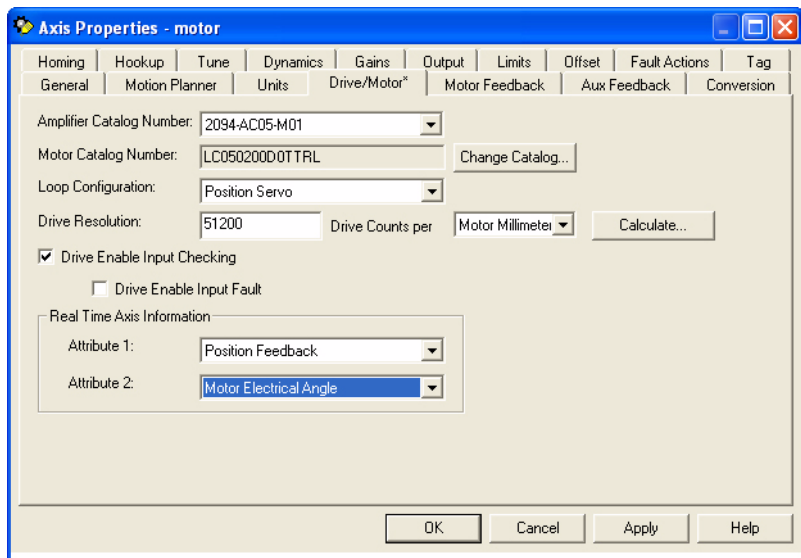 Axis Properties - motor
Homing Hookup Tune Dynamics Gains Output Limits Offset Fault Actions Tag
General Motion Planner Units Drive/Motor* Motor Feedback Aux Feedback Conversion
Amplifier Catalog Number: 2094-AC05-M01
Motor Catalog Number: LC050200D0TTRL Change Catalog...
Loop Configuration: Position Servo
Drive Resolution: 51200 Drive Counts per Motor Millimeter Calculate...
Drive Enable Input Checking
Drive Enable Input Fault
Real Time Axis Information
Attribute 1: Position Feedback
Attribute 2: Motor Electrical Angle
OK Cancel Apply Help